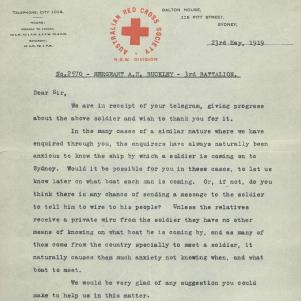 TELEPHONE: CITY 1014.
HOURS:
DALTON HOUSE,
115 PITT STREET,
SYDNEY,
AUSTRALIAN RED CROSS SOCIETY
N.S.W. DIVISION
23rd May, 1919
No.2570 - SERGEANT A.H. BUCKLEY - 3rd BATTALION.
Dear Sir,
We are in receipt of your telegram, giving progress
about the above soldier and wish to thank you for it.
In the many cases of a similar nature where we have
enquired through you, the enquirers have always naturally been
anxious to know the ship by which a soldier is coming on to
Sydney. Would it be possible for you in these cases, to let us
know later on what boat each man is coming. Or, if not, do you
think there is any chance of sending a message to the soldier
to tell him to wire to his people? Unless the relatives
receive a private wire from the soldier they have no other
means of knowing on what boat he is coming by, and as many of
them come from the country specially to meet a soldier, it
naturally causes them much anxiety not knowing when, and what
boat to meet.
We would be very glad of any suggestion you could
make to help us in this matter.